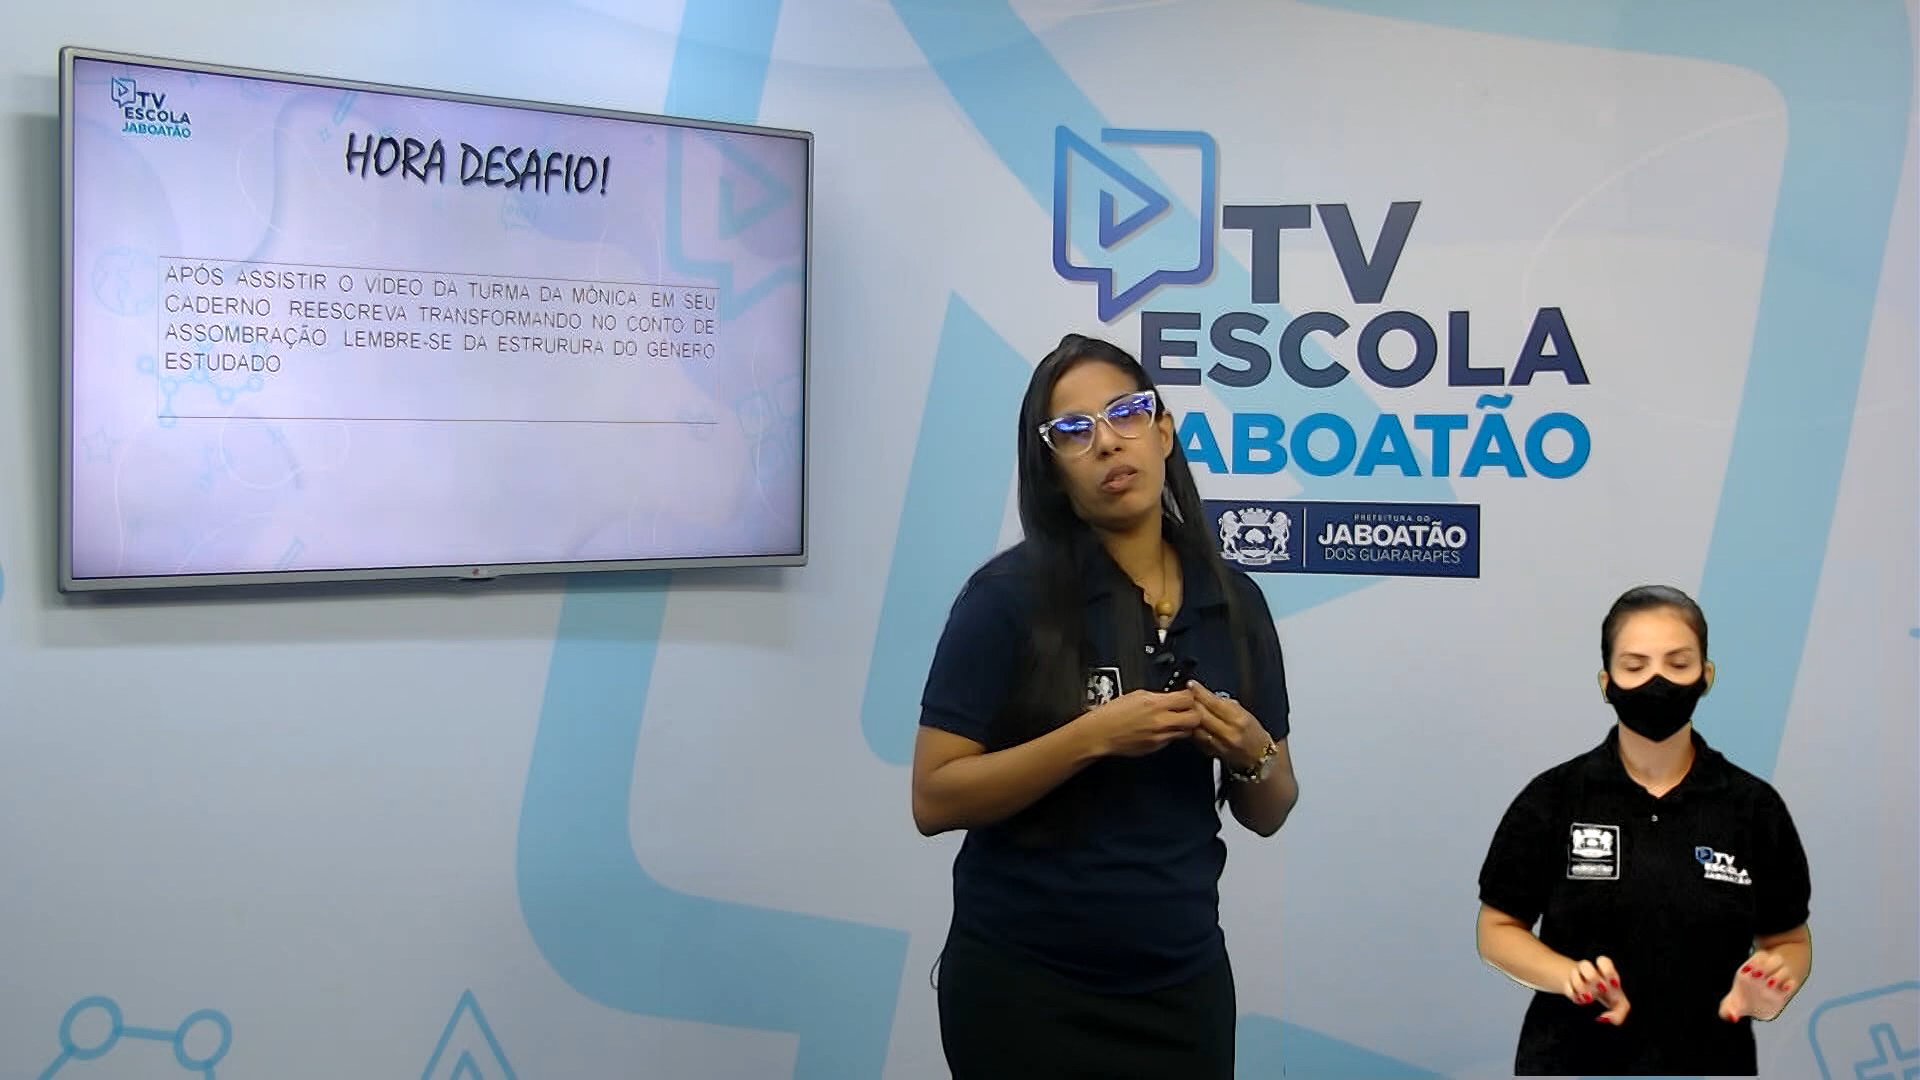 TV
ESCOLA
JABOATÃO
HORA DESAFIO!
APÓS ASSISTIR O VÍDEO DA TURMA DA MÔNICA EM SEU
CADERNO REESCREVA TRANSFORMANDO NO CONTO DE
ASSOMBRAÇÃO LEMBRE-SE DA ESTRURURA DO GÊNERO
ESTUDADO
TV
ESCOLA
JABOATÃO
PREFEITURA DO
JABOATÃO
DOS GUARARAPES
TV
ESCOLA
JABOATÃO